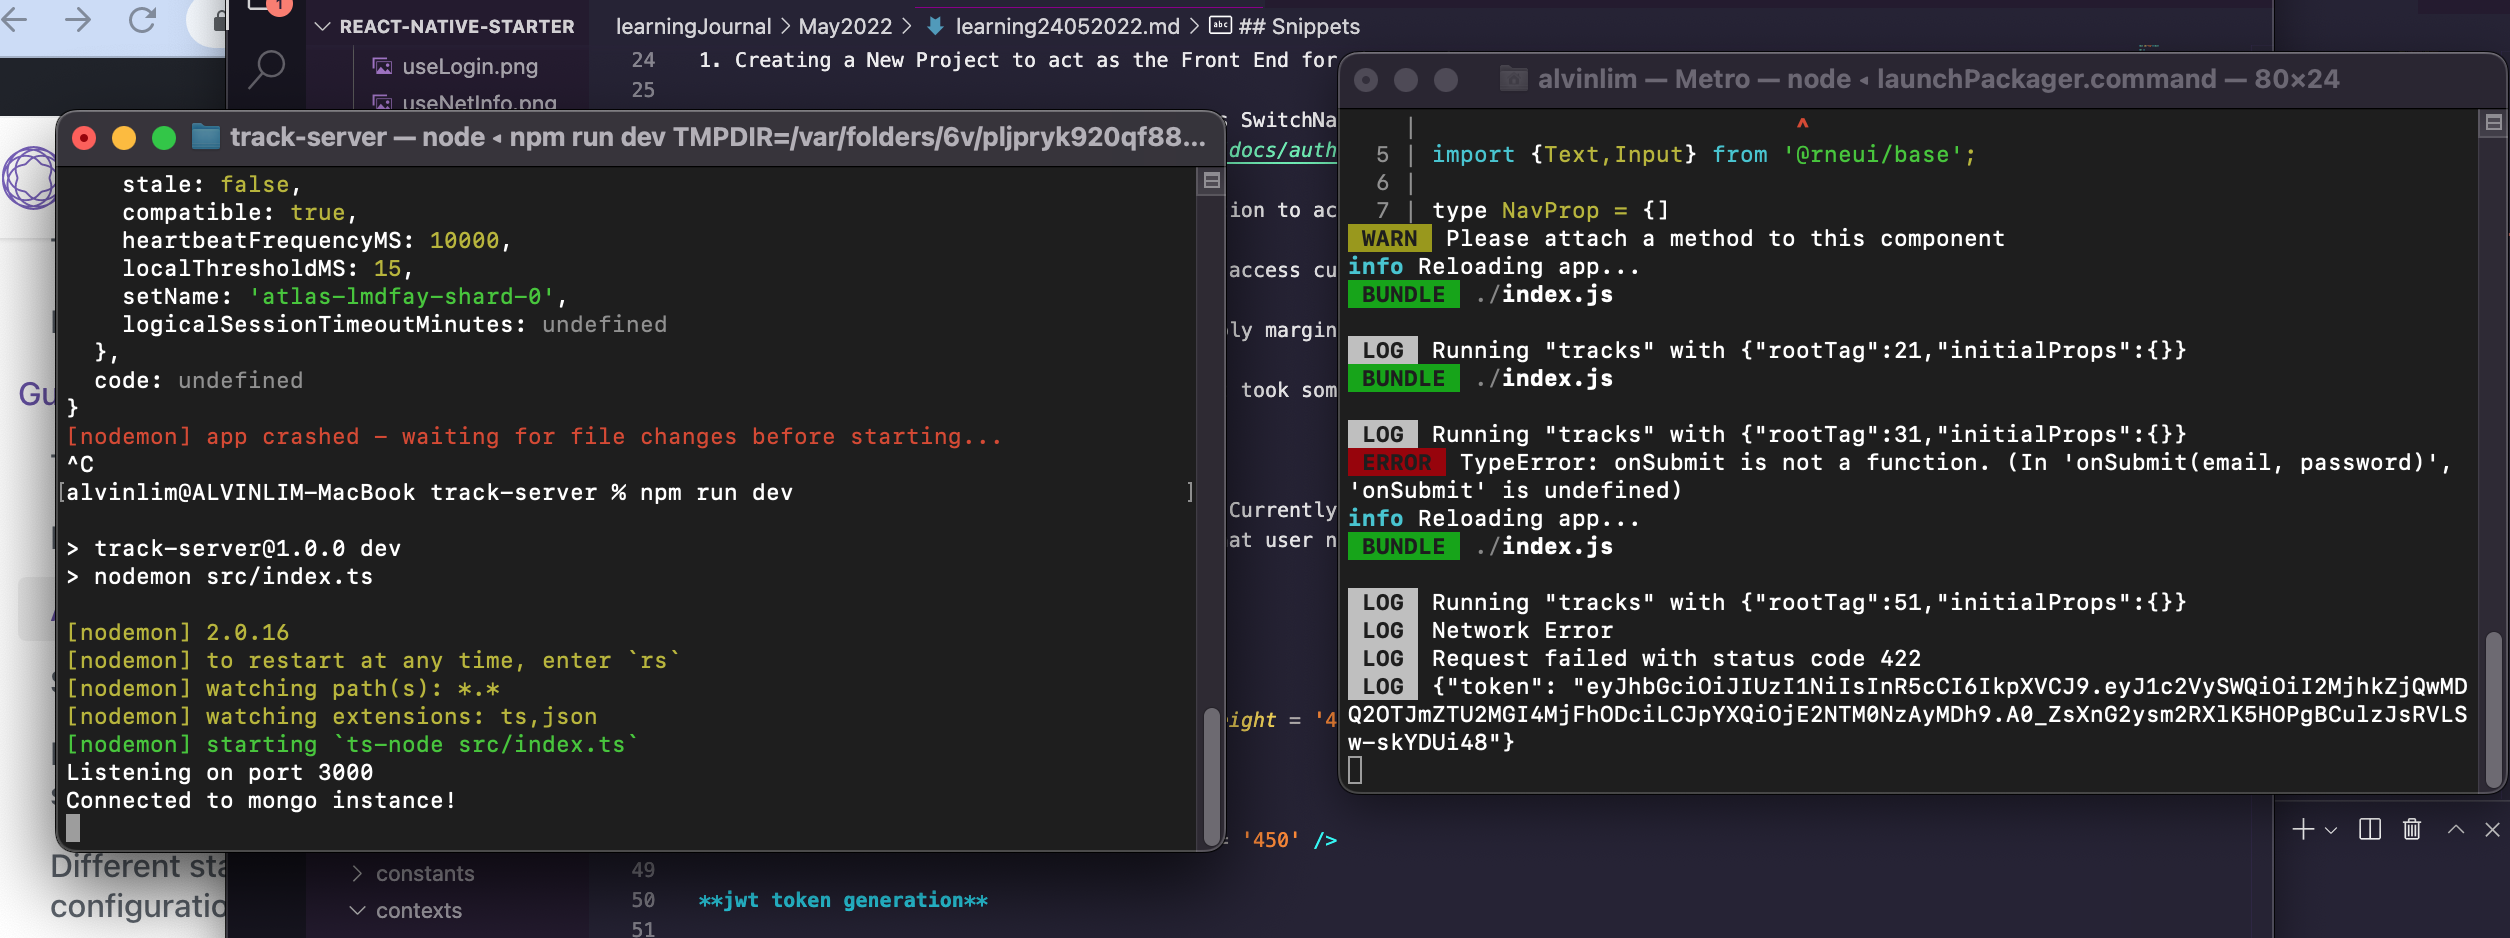 1
REACT-NATIVE-STARTER
useLogin.png
useNetInfo.png
constants
contexts
learningJournal > May2022 > learning24052022.md > abc ## Snippets
24 1. Creating a New Project to act as the Front End for
25
SwitchNa
docs/auth
ion to ac
access cu
ly margin
took som
Currently
at user n
ight = '4
= '450' />
49
50 **jwt token generation**
51
Gu
Different sta
configuratio
track-server — node ◂ npm run dev TMPDIR=/var/folders/6v/pljpryk920qf88...
stale: false,
compatible: true,
heartbeatFrequencyMS: 10000,
localThresholdMS: 15,
setName: 'atlas-lmdfay-shard-0',
logicalSessionTimeoutMinutes: undefined
},
code: undefined
}
[nodemon] app crashed - waiting for file changes before starting...
^C
[alvinlim@ALVINLIM-MacBook track-server % npm run dev ]
> track-server@1.0.0 dev
> nodemon src/index.ts
[nodemon] 2.0.16
[nodemon] to restart at any time, enter `rs`
[nodemon] watching path(s): *.*
[nodemon] watching extensions: ts,json
[nodemon] starting `ts-node src/index.ts`
Listening on port 3000
Connected to mongo instance!
alvinlim — Metro — node ◂ launchPackager.command — 80×24
| ^
5 | import {Text,Input} from '@rneui/base';
6 |
7 | type NavProp = {]
WARN Please attach a method to this component
info Reloading app...
BUNDLE ./index.js
LOG Running "tracks" with {"rootTag":21,"initialProps":{}}
BUNDLE ./index.js
LOG Running "tracks" with {"rootTag":31,"initialProps":{}}
ERROR TypeError: onSubmit is not a function. (In 'onSubmit(email, password)',
'onSubmit' is undefined)
info Reloading app...
BUNDLE ./index.js
LOG Running "tracks" with {"rootTag":51,"initialProps":{}}
LOG Network Error
LOG Request failed with status code 422
LOG {"token": "eyJhbGciOiJIUzI1NiIsInR5cCI6IkpXVCJ9.eyJ1c2VySWQiOiI2MjhkZjQwMD
Q2OTJmZTU2MGI4MjFhODciLCJpYXQiOjE2NTM0NzAyMDh9.A0_ZsXnG2ysm2RXlK5HOPgBCulzJsRVLS
w-skYDUi48"}